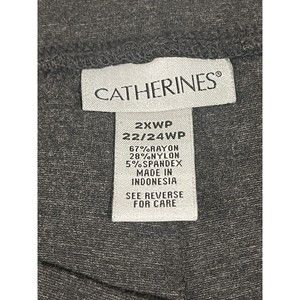 CATHERINES®
2XWP
22/24WP
67%RAYON
28%NYLON
5%SPANDEX
MADE IN
INDONESIA
SEE REVERSE
FOR CARE